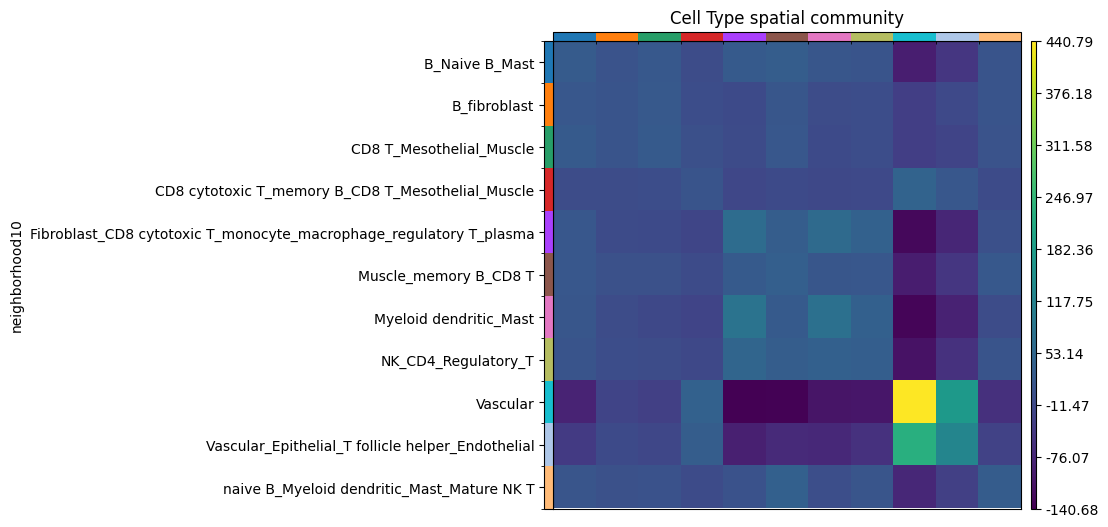 Cell Type spatial community
neighborhood10
B_Naive B_Mast
B_fibroblast
CD8 T_Mesothelial_Muscle
CD8 cytotoxic T_memory B_CD8 T_Mesothelial_Muscle
Fibroblast_CD8 cytotoxic T_monocyte_macrophage_regulatory T_plasma
Muscle_memory B_CD8 T
Myeloid dendritic_Mast
NK_CD4_Regulatory_T
Vascular
Vascular_Epithelial_T follicle helper_Endothelial
naive B_Myeloid dendritic_Mast_Mature NK T
440.79
376.18
311.58
246.97
182.36
117.75
53.14
-11.47
-76.07
-140.68